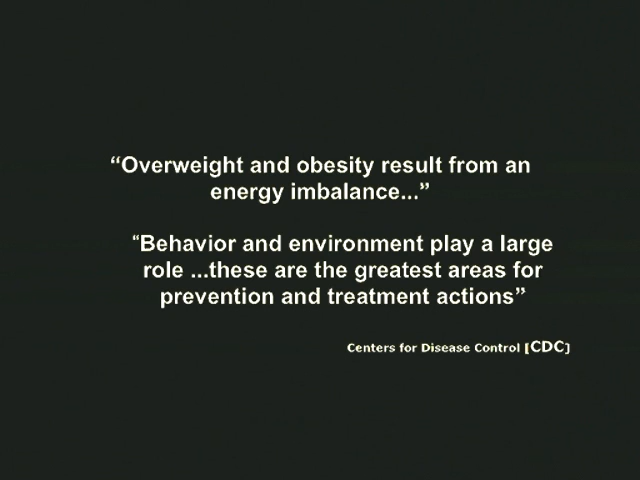 “Overweight and obesity result from an
energy imbalance...”
“Behavior and environment play a large
role ...these are the greatest areas for
prevention and treatment actions”
Centers for Disease Control [CDC]